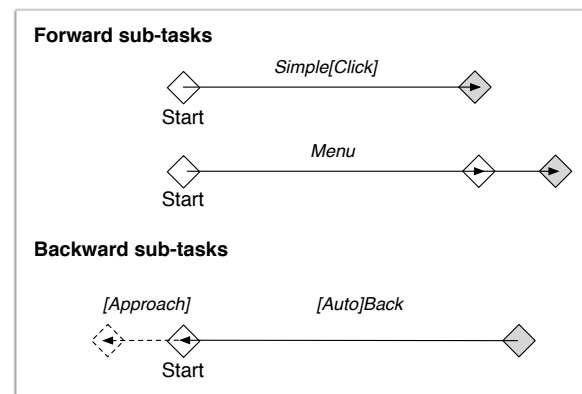 Forward sub-tasks
Simple[Click]
Start
Menu
Start
Backward sub-tasks
[Approach] [Auto]Back
Start